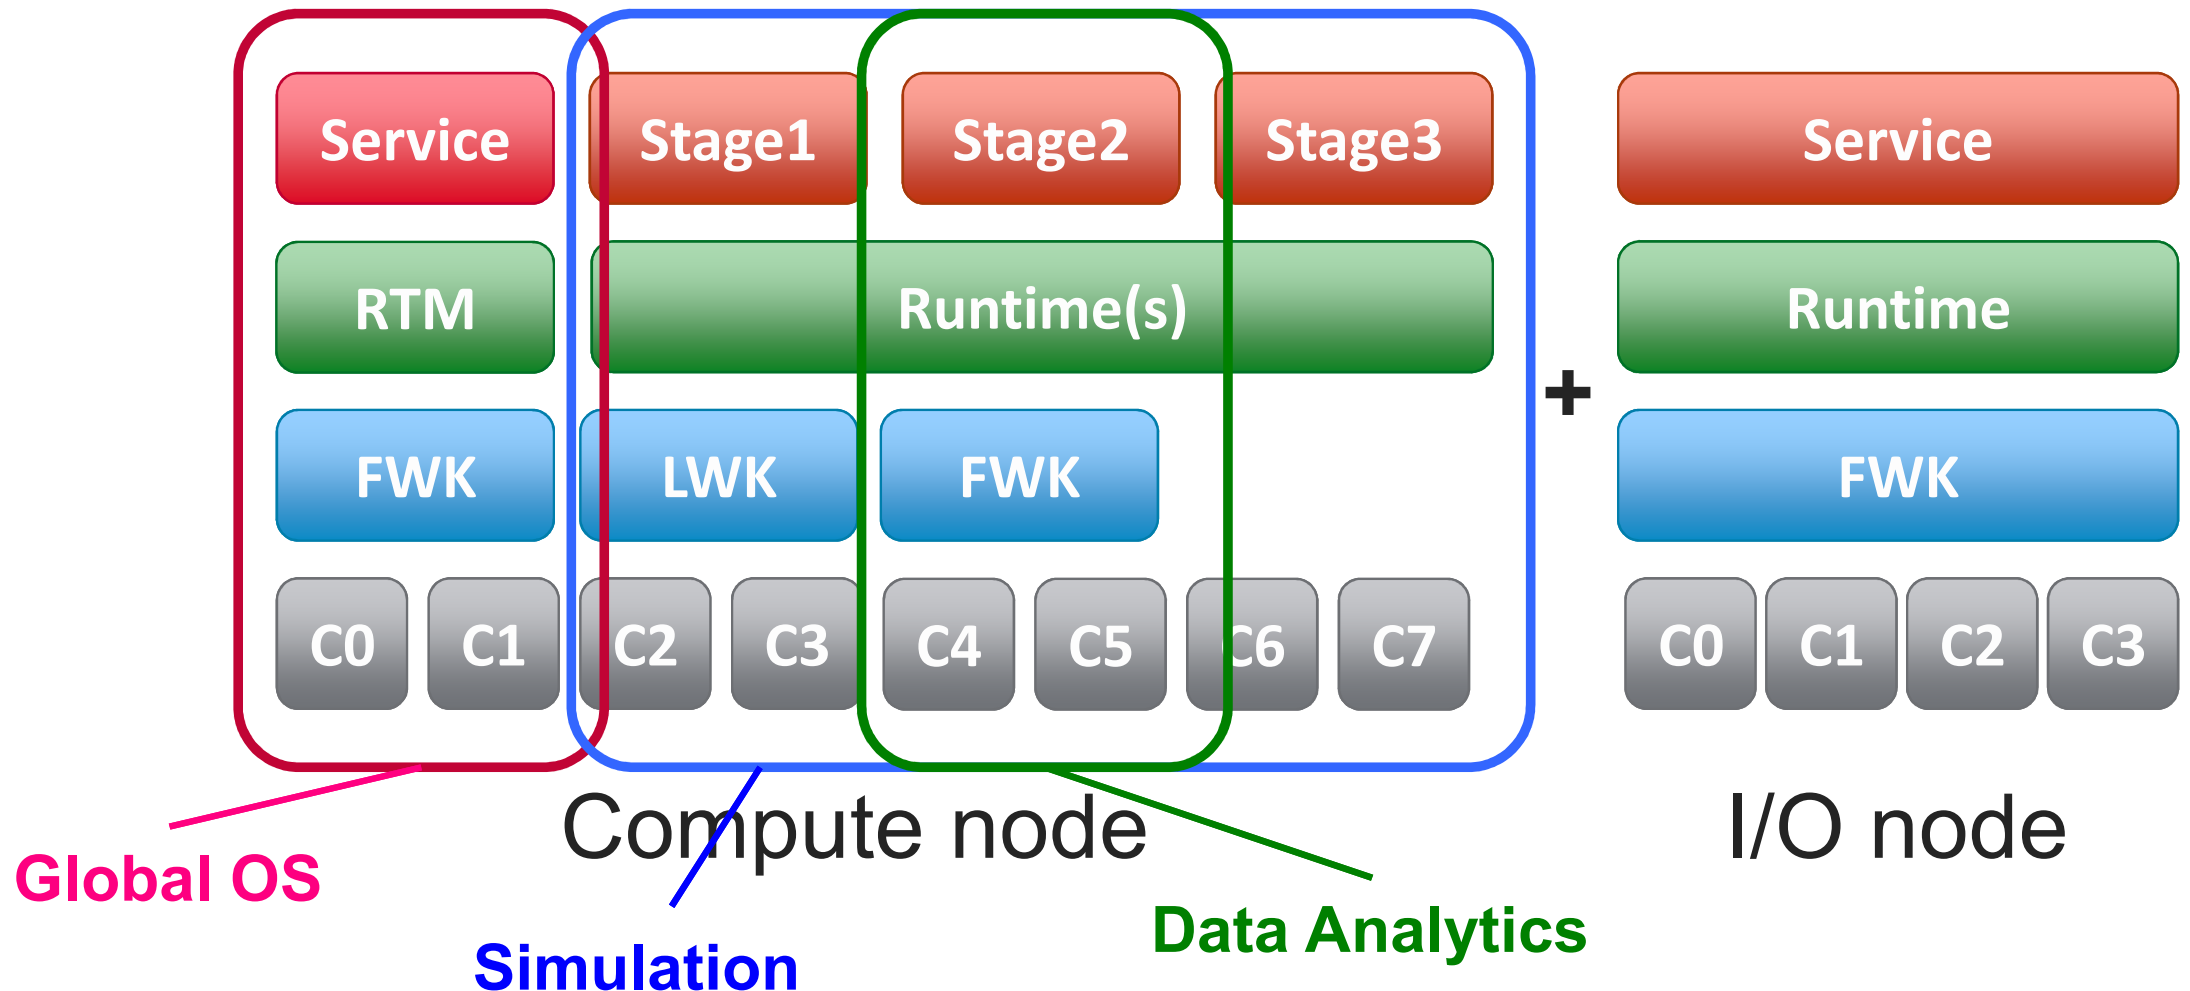 Service Stage1 Stage2 Stage3 Service
RTM Runtime(s) Runtime
+
FWK LWK FWK FWK
C0 C1 C2 C3 C4 C5 C6 C7 C0 C1 C2 C3
Compute node I/O node
Global OS
Data Analytics
Simulation